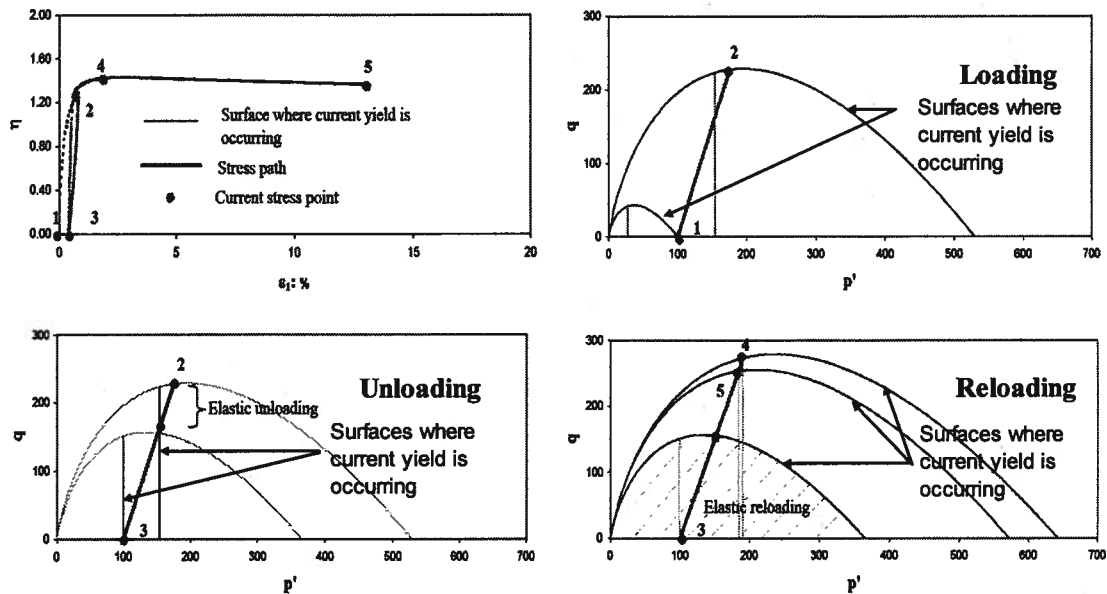 2.00
1.60
1.20
0.80
0.40
0.00
η
4
5
2
1
3
Surface where current yield is
occurring
Stress path
Current stress point
0
5
10
15
20
ε₁: %
300
200
100
0
q
2
1
Loading
Surfaces where
current yield is
occurring
0
100
200
300
400
500
600
700
p'
300
200
100
0
q
2
3
Unloading
Elastic unloading
Surfaces where
current yield is
occurring
0
100
200
300
400
500
600
700
p'
300
200
100
0
q
4
5
3
Reloading
Surfaces where
current yield is
occurring
Elastic reloading
0
100
200
300
400
500
600
700
p'